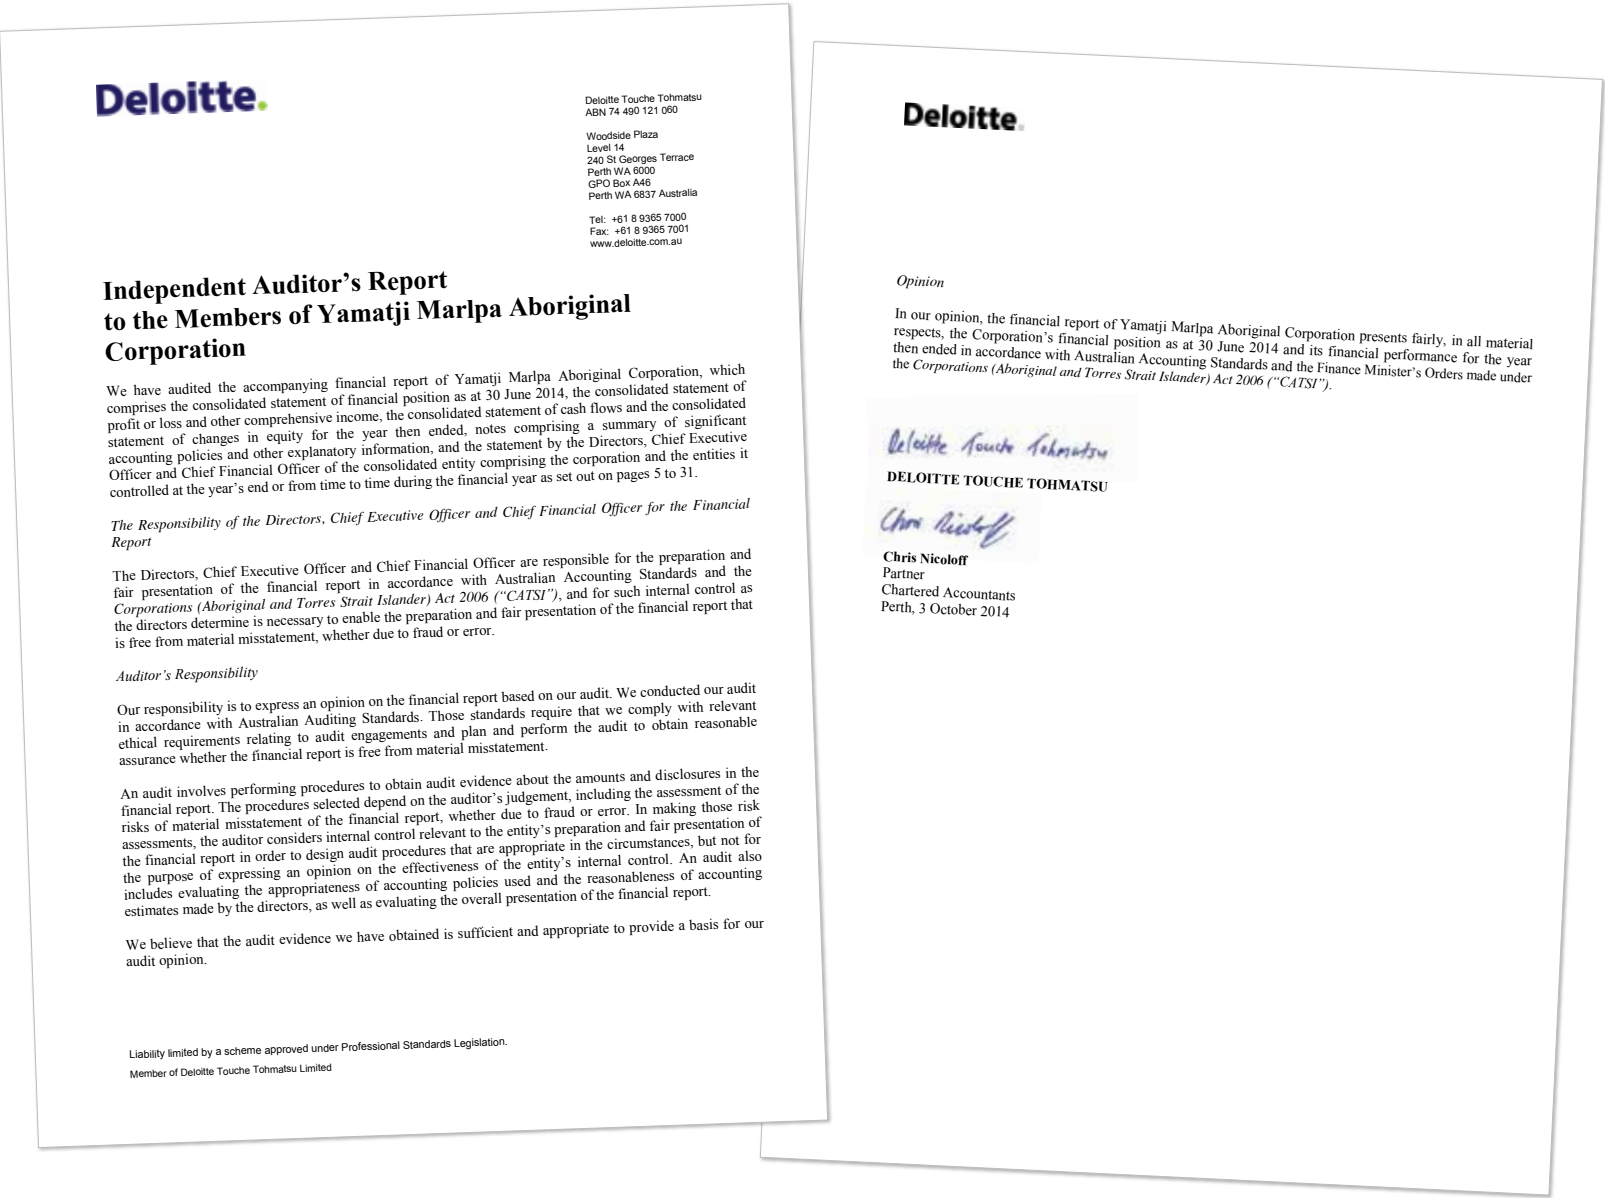 Deloitte.
Deloitte Touche Tohmatsu
ABN 74 490 121 060
Woodside Plaza
Level 14
240 St Georges Terrace
Perth WA 6000
GPO Box A46
Perth WA 6837 Australia
Tel: +61 8 9365 7000
Fax: +61 8 9365 7001
www.deloitte.com.au
Independent Auditor's Report
to the Members of Yamatji Marlpa Aboriginal
Corporation
We have audited the accompanying financial report of Yamatji Marlpa Aboriginal Corporation, which
comprises the consolidated statement of financial position as at 30 June 2014, the consolidated statement of
profit or loss and other comprehensive income, the consolidated statement of cash flows and the consolidated
statement of changes in equity for the year then ended, notes comprising a summary of significant
accounting policies and other explanatory information, and the statement by the Directors, Chief Executive
Officer and Chief Financial Officer of the consolidated entity comprising the corporation and the entities it
controlled at the year's end or from time to time during the financial year as set out on pages 5 to 31.
The Responsibility of the Directors, Chief Executive Officer and Chief Financial Officer for the Financial
Report
The Directors, Chief Executive Officer and Chief Financial Officer are responsible for the preparation and
fair presentation of the financial report in accordance with Australian Accounting Standards and the
Corporations (Aboriginal and Torres Strait Islander) Act 2006 ("CATSI"), and for such internal control as
the directors determine is necessary to enable the preparation and fair presentation of the financial report that
is free from material misstatement, whether due to fraud or error.
Auditor's Responsibility
Our responsibility is to express an opinion on the financial report based on our audit. We conducted our audit
in accordance with Australian Auditing Standards. Those standards require that we comply with relevant
ethical requirements relating to audit engagements and plan and perform the audit to obtain reasonable
assurance whether the financial report is free from material misstatement.
An audit involves performing procedures to obtain audit evidence about the amounts and disclosures in the
financial report. The procedures selected depend on the auditor's judgement, including the assessment of the
risks of material misstatement of the financial report, whether due to fraud or error. In making those risk
assessments, the auditor considers internal control relevant to the entity's preparation and fair presentation of
the financial report in order to design audit procedures that are appropriate in the circumstances, but not for
the purpose of expressing an opinion on the effectiveness of the entity's internal control. An audit also
includes evaluating the appropriateness of accounting policies used and the reasonableness of accounting
estimates made by the directors, as well as evaluating the overall presentation of the financial report.
We believe that the audit evidence we have obtained is sufficient and appropriate to provide a basis for our
audit opinion.
Liability limited by a scheme approved under Professional Standards Legislation.
Member of Deloitte Touche Tohmatsu Limited
Deloitte.
Opinion
In our opinion, the financial report of Yamatji Marlpa Aboriginal Corporation presents fairly, in all material
respects, the Corporation's financial position as at 30 June 2014 and its financial performance for the year
then ended in accordance with Australian Accounting Standards and the Finance Minister's Orders made under
the Corporations (Aboriginal and Torres Strait Islander) Act 2006 ("CATSI").
Deloitte Touche Tohmatsu
DELOITTE TOUCHE TOHMATSU
Chris Nicoloff
Chris Nicoloff
Partner
Chartered Accountants
Perth, 3 October 2014